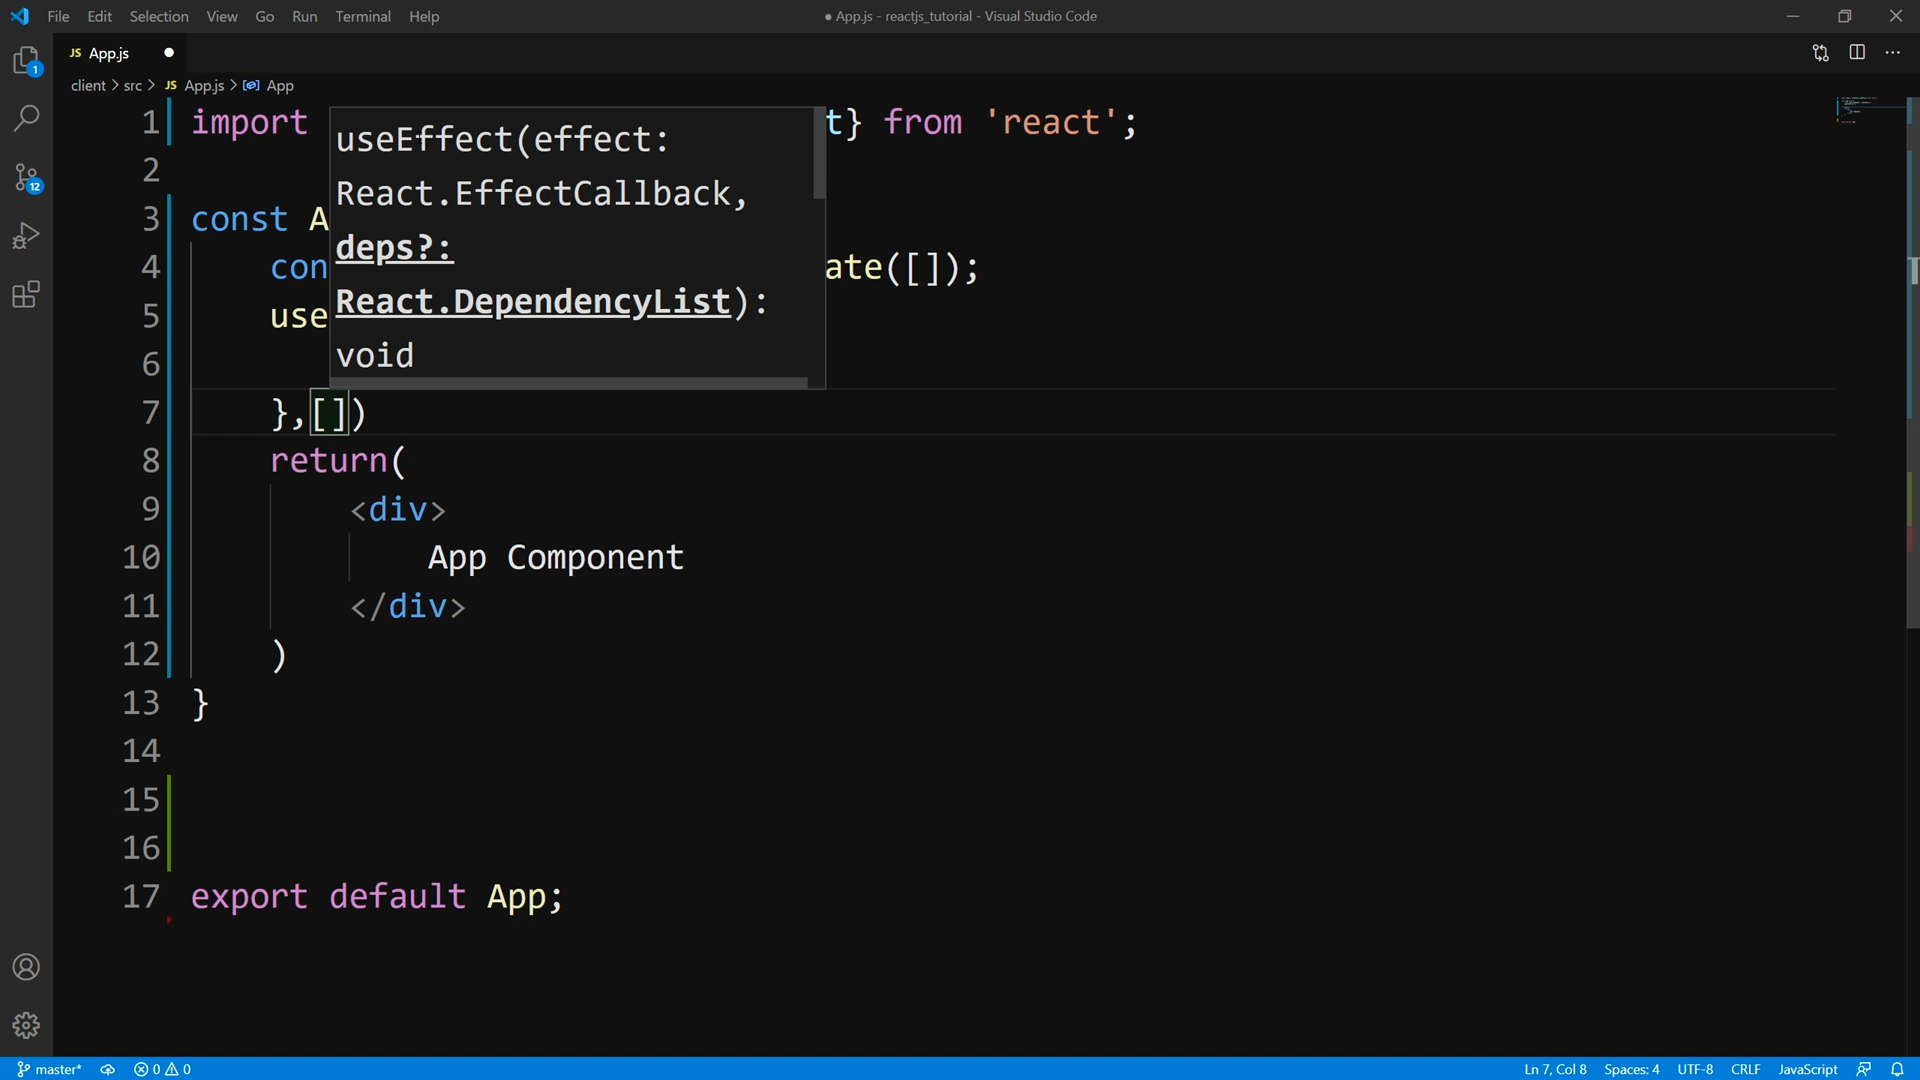 File Edit Selection View Go Run Terminal Help
● App.js - reactjs_tutorial - Visual Studio Code
JS App.js ●
client > src > JS App.js > App
1
12
1 import t} from 'react';
2
3 const A
4 con ate([]);
5 use
6
useEffect(effect:
React.EffectCallback,
deps?:
React.DependencyList):
void
7 },[])
8 return(
9 <div>
10 App Component
11 </div>
12 )
13 }
14
15
16
17 export default App;
master* 0 0 Ln 7, Col 8 Spaces: 4 UTF-8 CRLF JavaScript